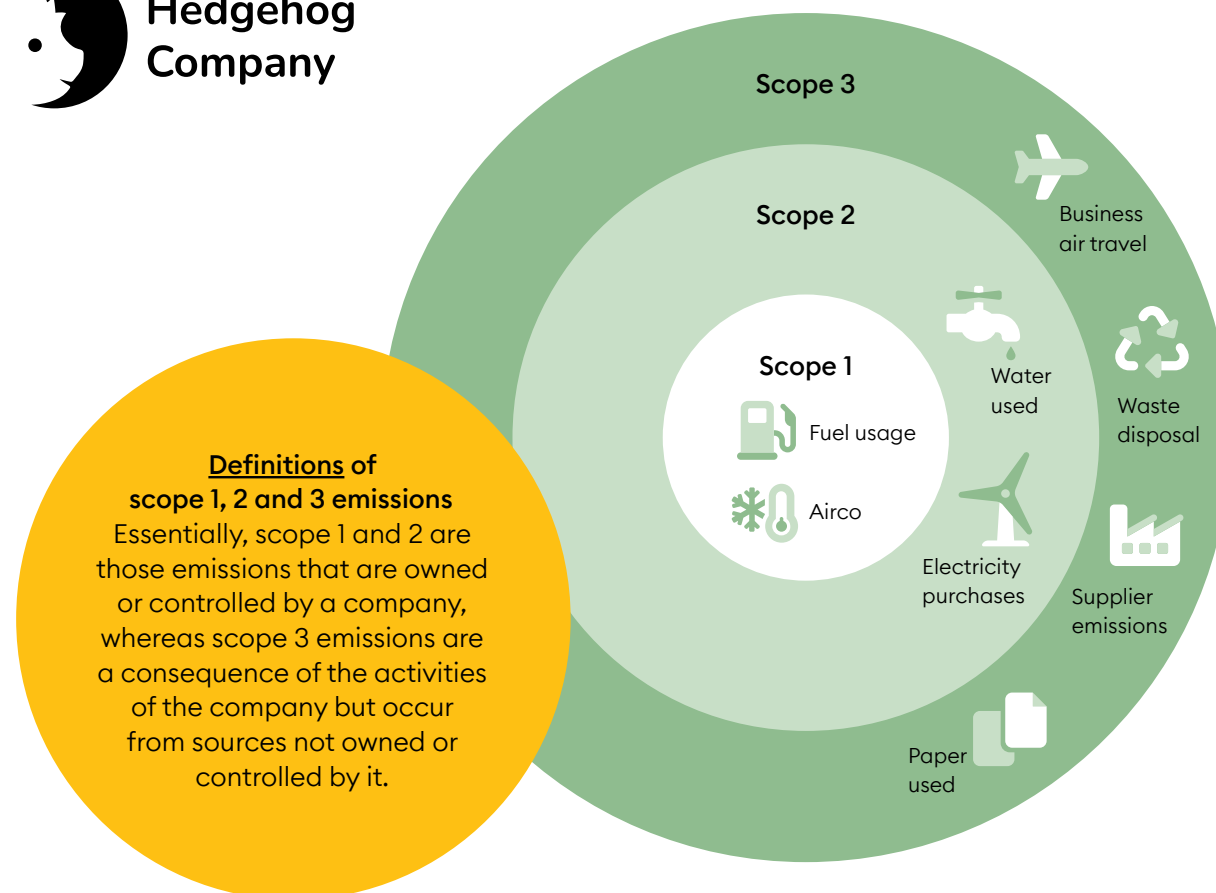 Hedgehog
Company
Scope 3
Business
air travel
Scope 2
Water
used
Waste
disposal
Scope 1
Fuel usage
Airco
Electricity
purchases
Supplier
emissions
Paper
used
Definitions of
scope 1, 2 and 3 emissions
Essentially, scope 1 and 2 are
those emissions that are owned
or controlled by a company,
whereas scope 3 emissions are
a consequence of the activities
of the company but occur
from sources not owned or
controlled by it.